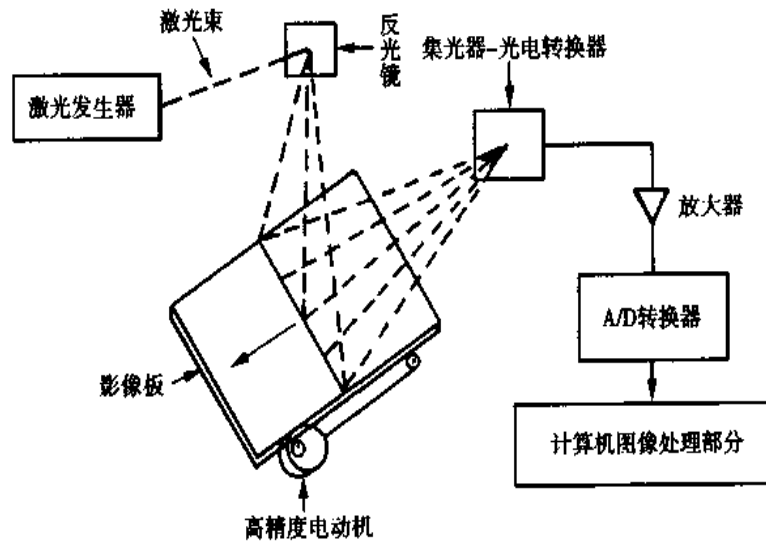 激光束
反光镜
集光器-光电转换器
激光发生器
放大器
A/D转换器
影像板
计算机图像处理部分
高精度电动机